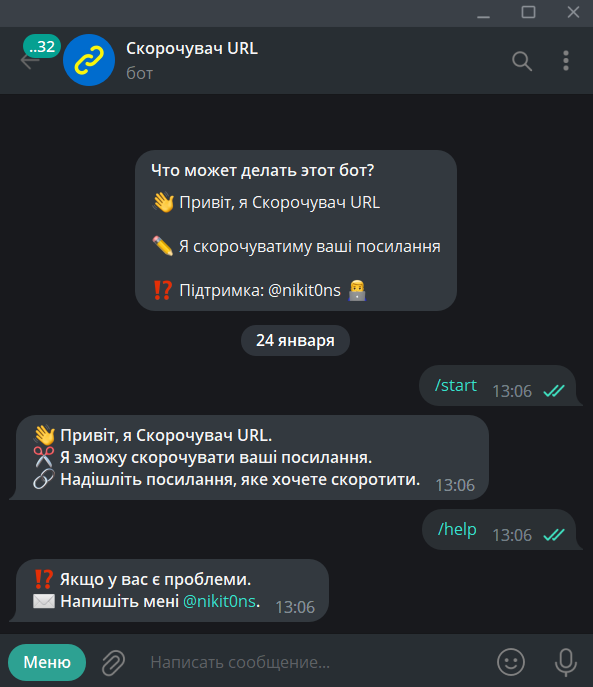 ..32
Скорочувач URL
бот
Что может делать этот бот?
👋 Привіт, я Скорочувач URL
✏️ Я скорочуватиму ваші посилання
⁉️ Підтримка: @nikit0ns 👨‍💻
24 января
/start 13:06
👋 Привіт, я Скорочувач URL.
✂️ Я зможу скорочувати ваші посилання.
🔗 Надішліть посилання, яке хочете скоротити. 13:06
/help 13:06
⁉️ Якщо у вас є проблеми.
✉️ Напишіть мені @nikit0ns. 13:06
Меню
Написать сообщение...